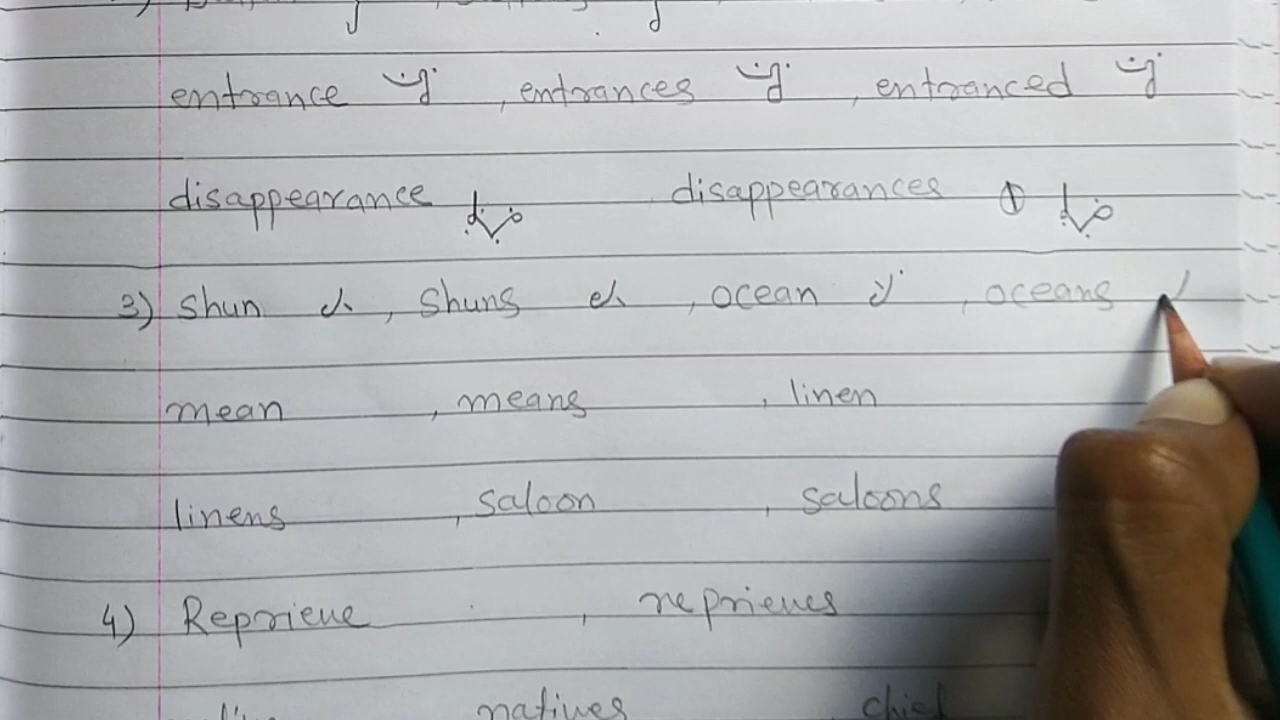 entrance , entrances , entranced
disappearance disappearances
3) Shun , Shuns , ocean , oceans
mean , means , linen
linens , saloon , saloons
4) Reprieve , reprieves
natives chief